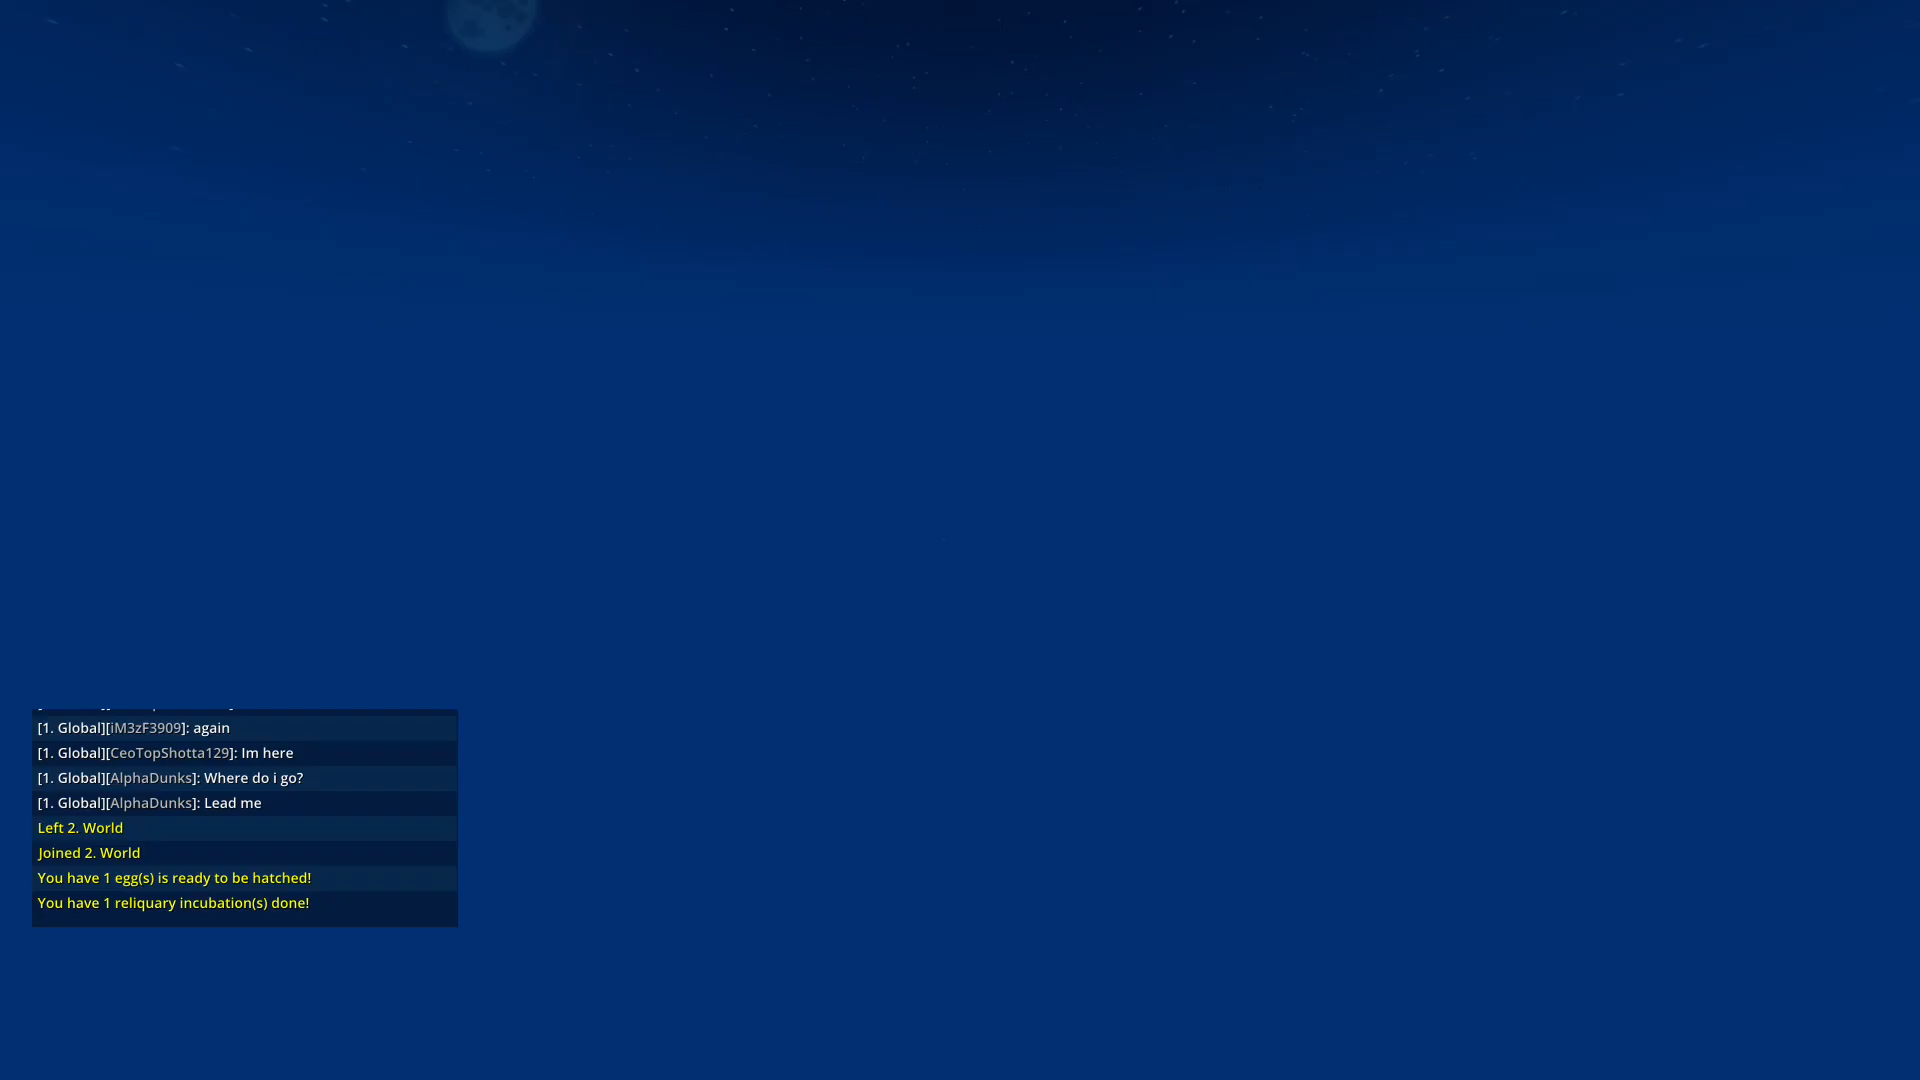 [1. Global][iM3zF3909]: again
[1. Global][CeoTopShotta129]: Im here
[1. Global][AlphaDunks]: Where do i go?
[1. Global][AlphaDunks]: Lead me
Left 2. World
Joined 2. World
You have 1 egg(s) is ready to be hatched!
You have 1 reliquary incubation(s) done!